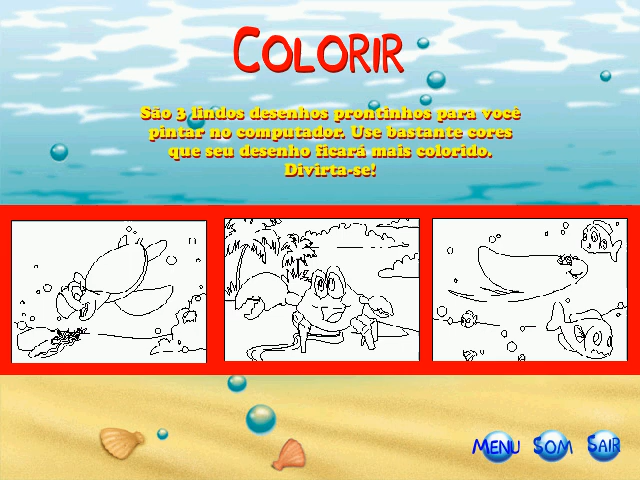 COLORIR
São 3 lindos desenhos prontinhos para você
pintar no computador. Use bastante cores
que seu desenho ficará mais colorido.
Divirta-se!
MENU SOM SAIR